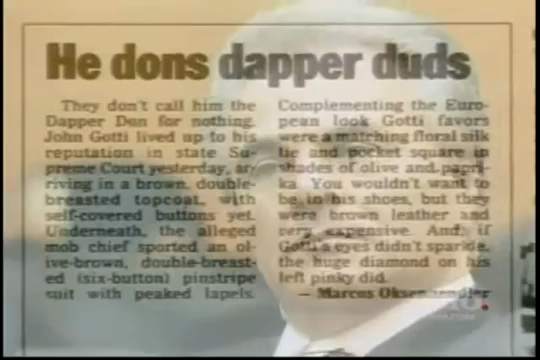 He dons dapper duds
They don't call him the
Dapper Don for nothing.
John Gotti lived up to his
reputation in state Su-
preme Court yesterday, ar-
riving in a brown, double-
breasted topcoat, with
self-covered buttons yet.
Underneath, the alleged
mob chief sported an ol-
ive-brown, double-breast-
ed (six-button) pinstripe
suit with peaked lapels.
Complementing the Euro-
pean look Gotti favors
were a matching floral silk
tie and pocket square in
shades of olive and papri-
ka. You wouldn't want to
be in his shoes, but they
were brown leather and
very expensive. And, if
Gotti's eyes didn't sparkle,
the huge diamond on his
left pinky did.
— Marcus